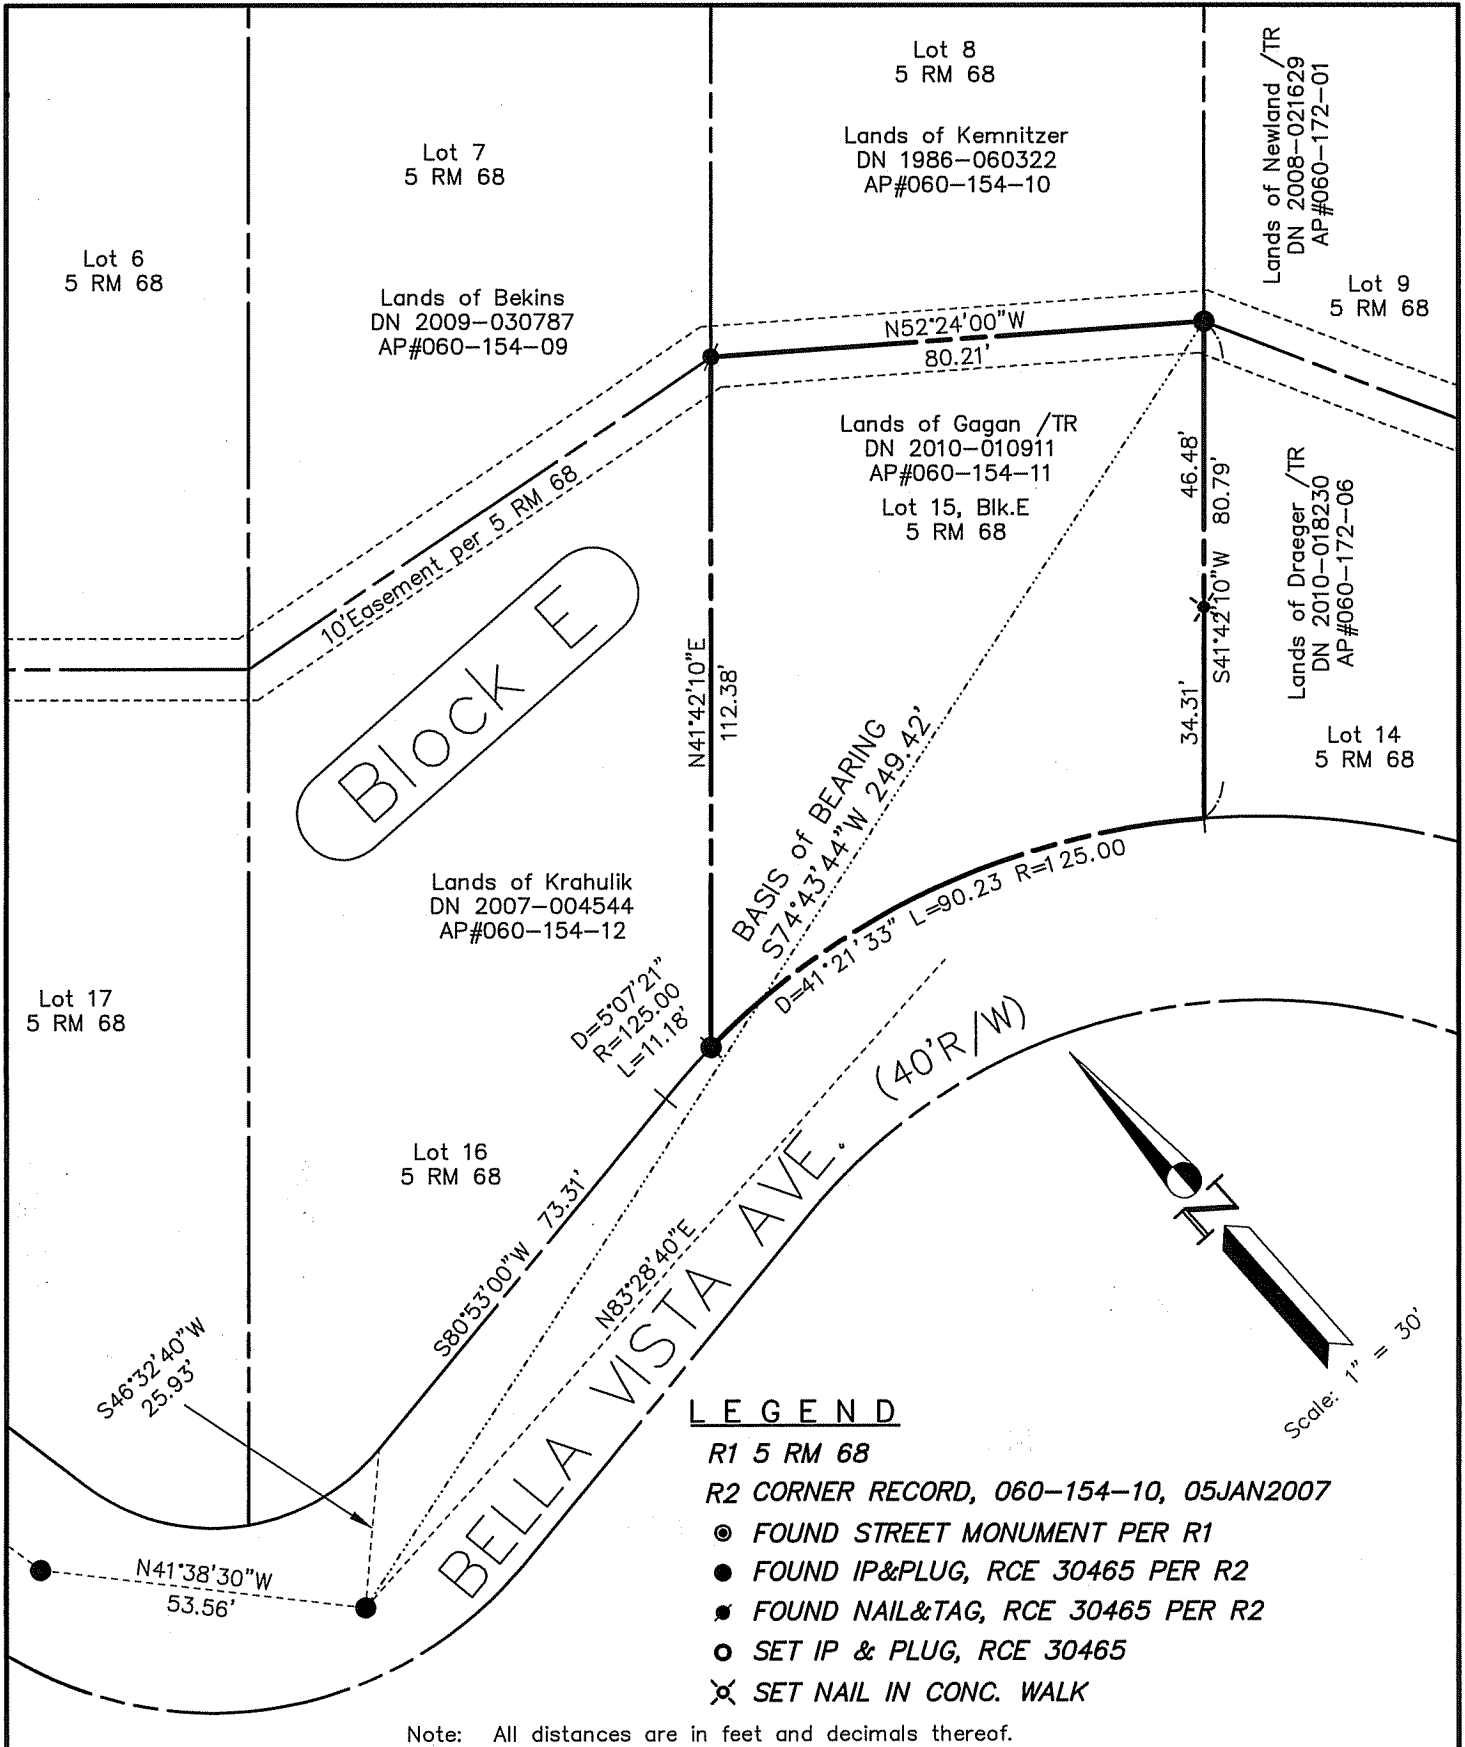 Lot 8
5 RM 68
Lands of Kemnitzer
DN 1986-060322
AP#060-154-10
Lands of Newland /TR
DN 2008-021629
AP#060-172-01
Lot 7
5 RM 68
Lot 6
5 RM 68
Lands of Bekins
DN 2009-030787
AP#060-154-09
Lot 9
5 RM 68
N52°24'00"W
80.21'
Lands of Gagan /TR
DN 2010-010911
AP#060-154-11
Lot 15, Blk.E
5 RM 68
46.48'
S41°42'10"W 80.79'
34.31'
Lands of Draeger /TR
DN 2010-018230
AP#060-172-06
Lot 14
5 RM 68
10'Easement per 5 RM 68
Block E
N41°42'10"E
112.38'
BASIS of BEARING
S74°43'44"W 249.42'
D=41°21'33" L=90.23 R=125.00
Lands of Krahulik
DN 2007-004544
AP#060-154-12
D=5°07'21"
R=125.00
L=11.18'
Lot 17
5 RM 68
Lot 16
5 RM 68
S80°53'00"W 73.31'
N83°28'40"E
BELLA VISTA AVE. (40'R/W)
N
Scale: 1" = 30'
S46°32'40"W
25.93'
N41°38'30"W
53.56'
LEGEND
R1 5 RM 68
R2 CORNER RECORD, 060-154-10, 05JAN2007
FOUND STREET MONUMENT PER R1
FOUND IP&PLUG, RCE 30465 PER R2
FOUND NAIL&TAG, RCE 30465 PER R2
SET IP & PLUG, RCE 30465
SET NAIL IN CONC. WALK
Note: All distances are in feet and decimals thereof.